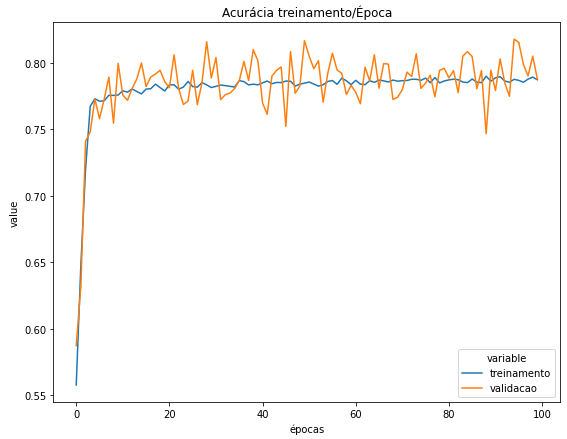 Acurácia treinamento/Época
value
0.80
0.75
0.70
0.65
0.60
0.55
0
20
40
60
80
100
épocas
variable
treinamento
validacao